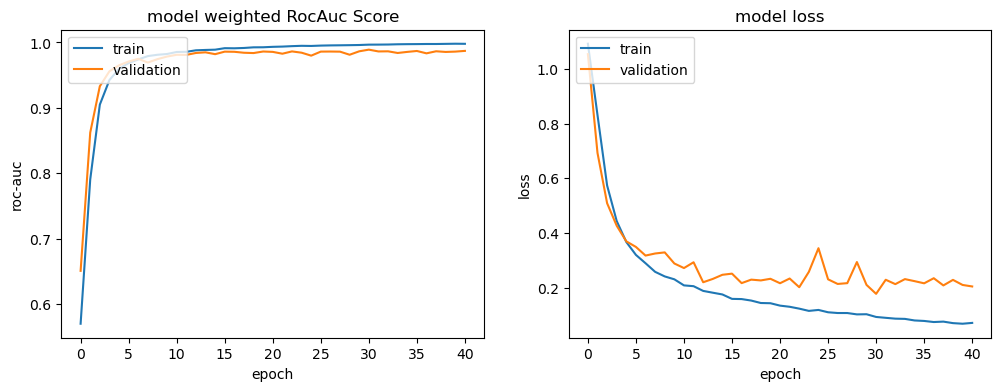 model weighted RocAuc Score
train
validation
1.0
0.9
0.8
0.7
0.6
roc-auc
0 5 10 15 20 25 30 35 40
epoch
model loss
train
validation
1.0
0.8
0.6
0.4
0.2
loss
0 5 10 15 20 25 30 35 40
epoch